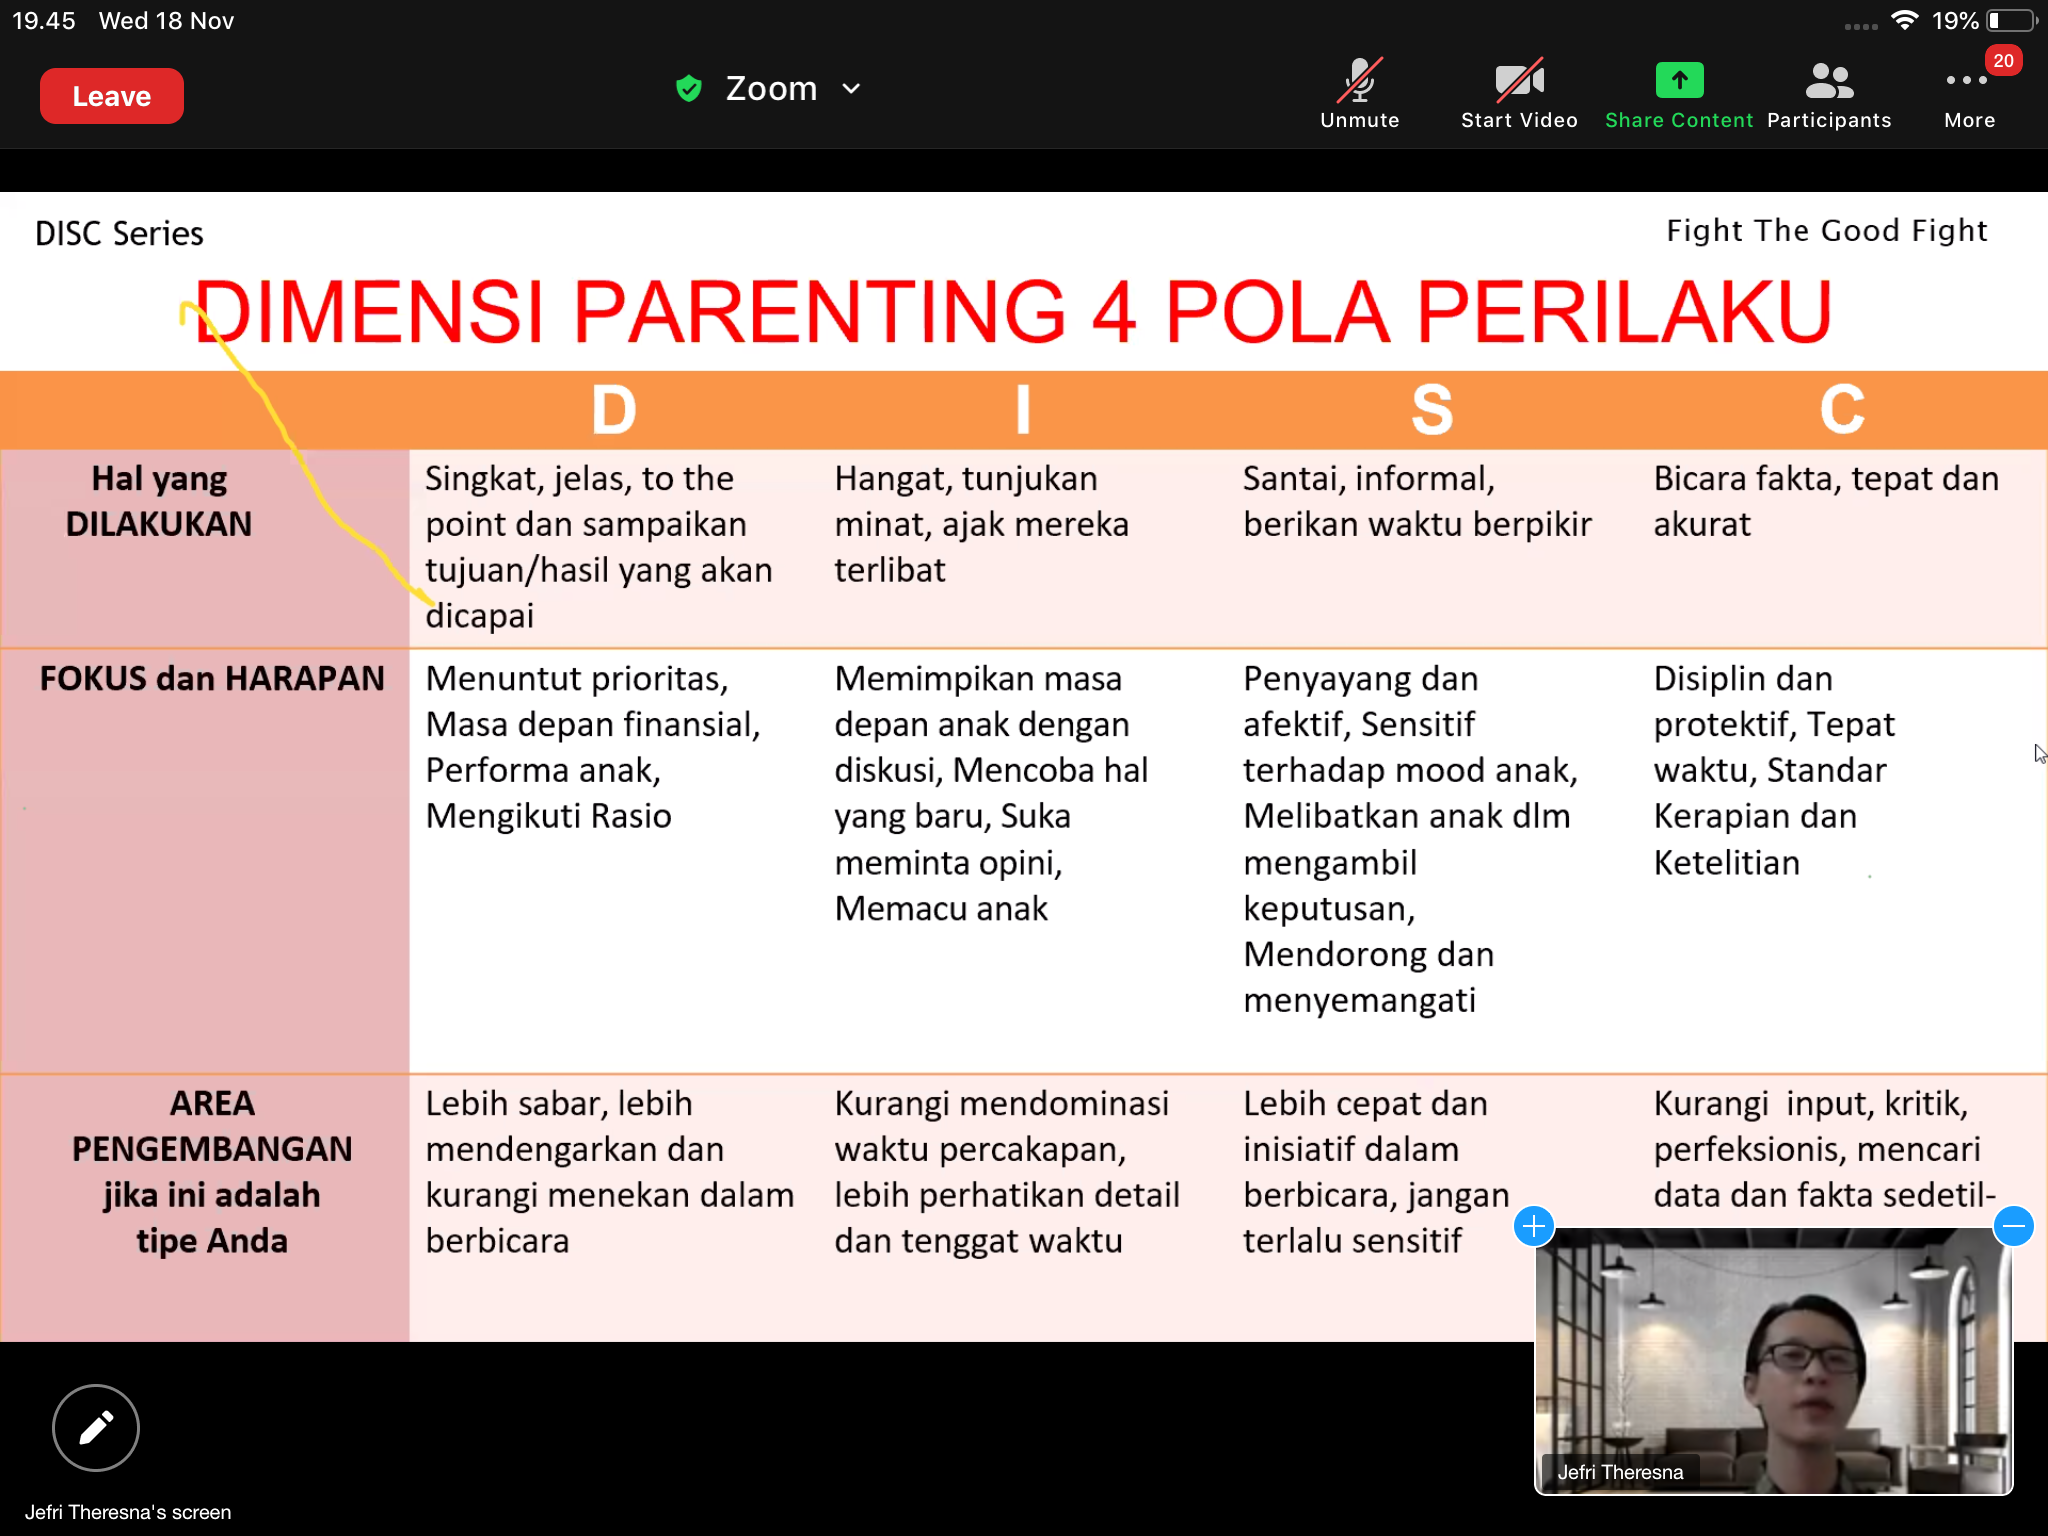 19.45 Wed 18 Nov
19%
Leave
Zoom
Unmute
Start Video
Share Content
Participants
20
More
DISC Series
Fight The Good Fight
DIMENSI PARENTING 4 POLA PERILAKU
D
I
S
C
Hal yang
DILAKUKAN
Singkat, jelas, to the
point dan sampaikan
tujuan/hasil yang akan
dicapai
Hangat, tunjukan
minat, ajak mereka
terlibat
Santai, informal,
berikan waktu berpikir
Bicara fakta, tepat dan
akurat
FOKUS dan HARAPAN
Menuntut prioritas,
Masa depan finansial,
Performa anak,
Mengikuti Rasio
Memimpikan masa
depan anak dengan
diskusi, Mencoba hal
yang baru, Suka
meminta opini,
Memacu anak
Penyayang dan
afektif, Sensitif
terhadap mood anak,
Melibatkan anak dlm
mengambil
keputusan,
Mendorong dan
menyemangati
Disiplin dan
protektif, Tepat
waktu, Standar
Kerapian dan
Ketelitian
AREA
PENGEMBANGAN
jika ini adalah
tipe Anda
Lebih sabar, lebih
mendengarkan dan
kurangi menekan dalam
berbicara
Kurangi mendominasi
waktu percakapan,
lebih perhatikan detail
dan tenggat waktu
Lebih cepat dan
inisiatif dalam
berbicara, jangan
terlalu sensitif
Kurangi input, kritik,
perfeksionis, mencari
data dan fakta sedetil-
Jefri Theresna
Jefri Theresna's screen